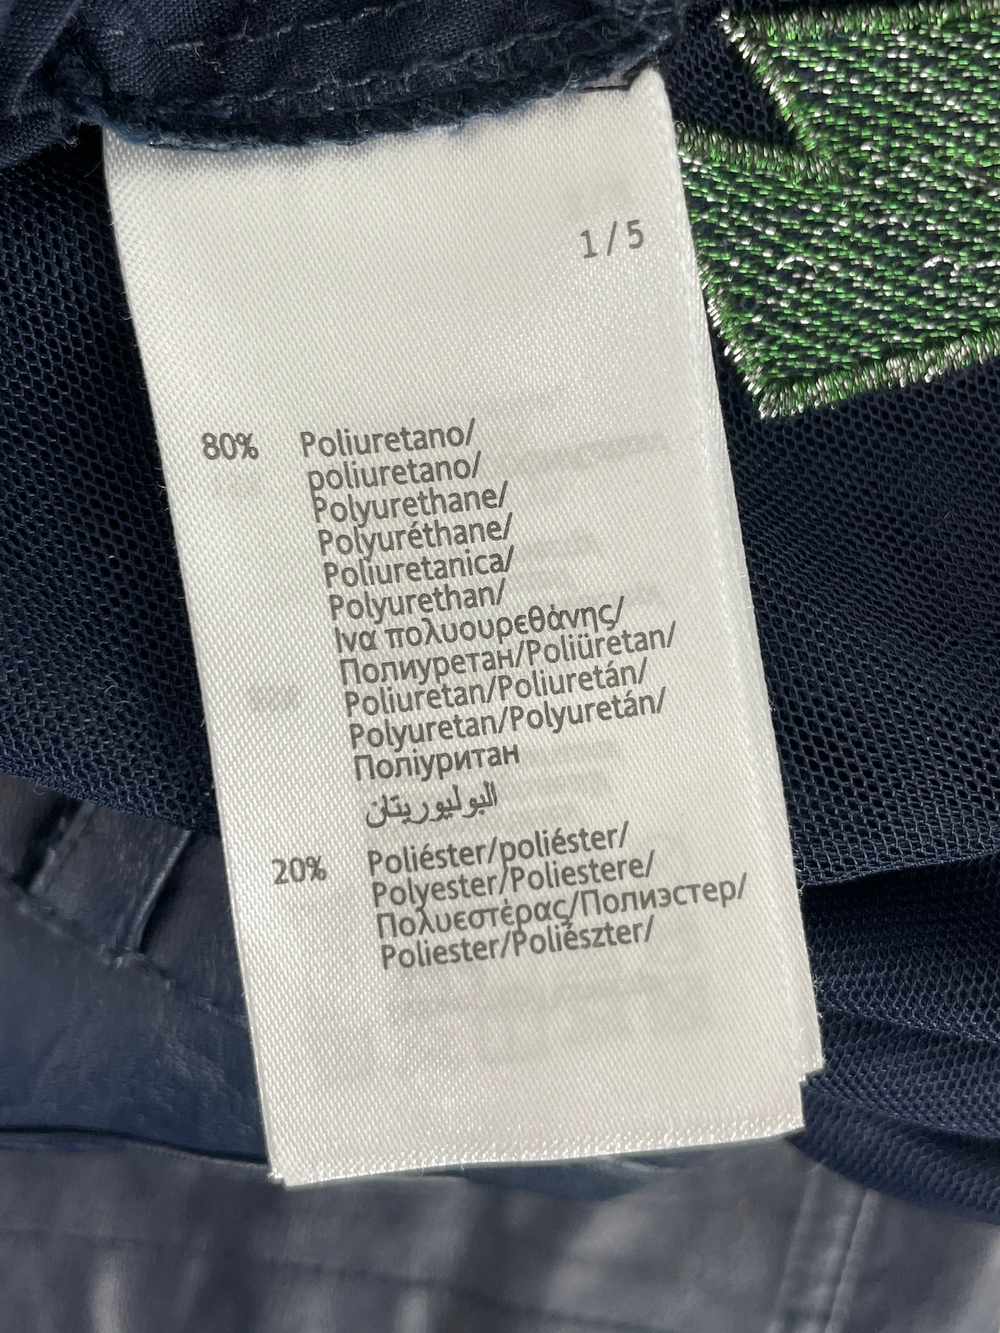 1/5
80% Poliuretano/
poliuretano/
Polyurethane/
Polyuréthane/
Poliuretanica/
Polyurethan/
Ινα πολυουρεθάνης/
Полиуретан/Poliüretan/
Poliuretan/Poliuretán/
Polyuretan/Polyuretán/
Поліуритан
البوليوريتان
20% Poliéster/poliéster/
Polyester/Poliestere/
Πολυεστέρας/Полиэстер/
Poliester/Poliészter/